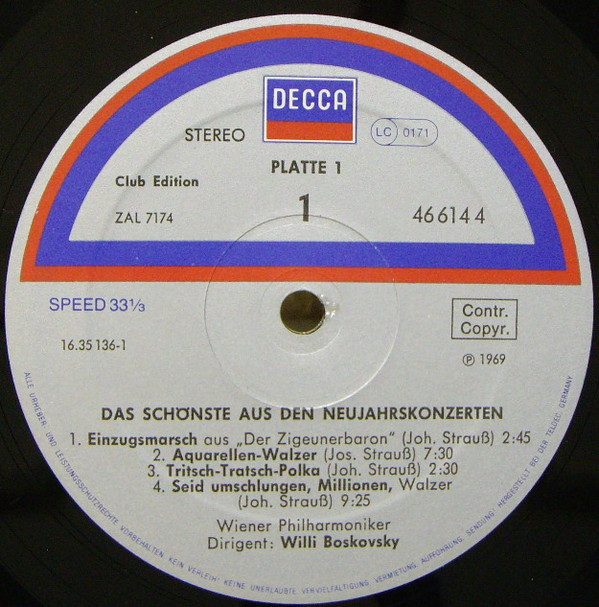 DECCA
STEREO
LC 0171
PLATTE 1
Club Edition
1
ZAL 7174
46 614 4
SPEED 33⅓
Contr.
Copyr.
16.35 136-1
℗ 1969
DAS SCHÖNSTE AUS DEN NEUJAHRSKONZERTEN
1. Einzugsmarsch aus „Der Zigeunerbaron" (Joh. Strauß) 2:45
2. Aquarellen-Walzer (Jos. Strauß) 7:30
3. Tritsch-Tratsch-Polka (Joh. Strauß) 2:30
4. Seid umschlungen, Millionen, Walzer
(Joh. Strauß) 9:25
Wiener Philharmoniker
Dirigent: Willi Boskovsky
ALLE URHEBER- UND LEISTUNGSSCHUTZRECHTE VORBEHALTEN. KEIN VERLEIH! KEINE UNERLAUBTE VERVIELFÄLTIGUNG, VERMIETUNG, AUFFÜHRUNG, SENDUNG! HERGESTELLT BEI DER TELDEC, GERMANY